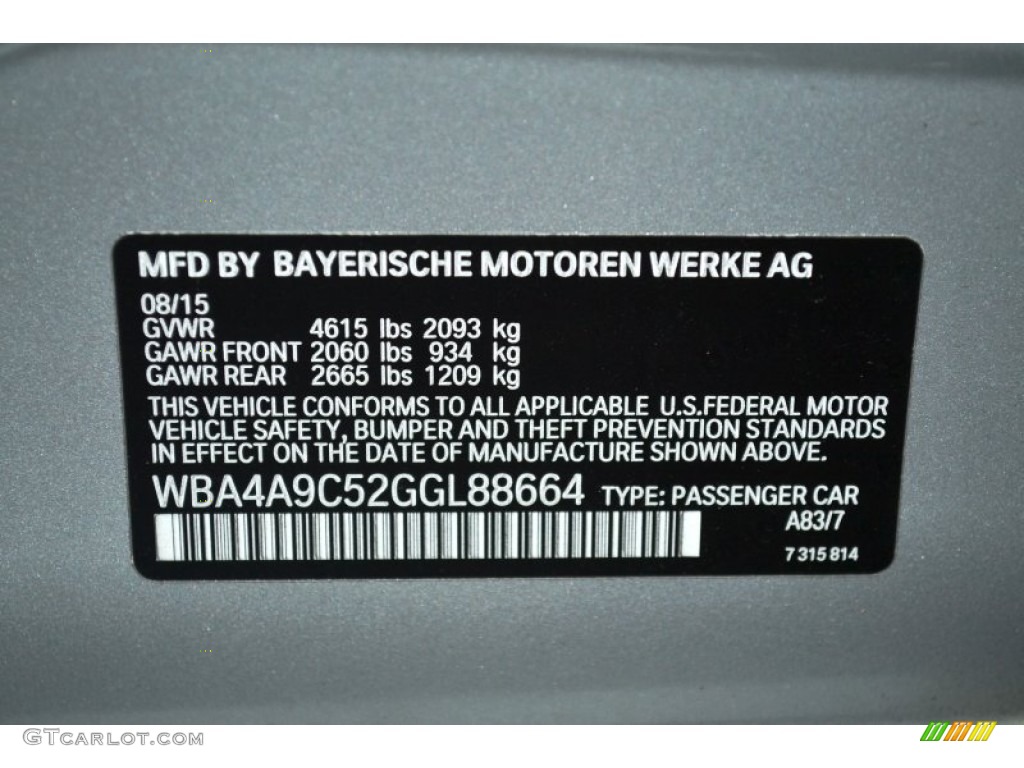 MFD BY BAYERISCHE MOTOREN WERKE AG
08/15
GVWR 4615 lbs 2093 kg
GAWR FRONT 2060 lbs 934 kg
GAWR REAR 2665 lbs 1209 kg
THIS VEHICLE CONFORMS TO ALL APPLICABLE U.S.FEDERAL MOTOR
VEHICLE SAFETY, BUMPER AND THEFT PREVENTION STANDARDS
IN EFFECT ON THE DATE OF MANUFACTURE SHOWN ABOVE.
WBA4A9C52GGL88664 TYPE: PASSENGER CAR
A83/7
7 315 814
GTCARLOT.COM